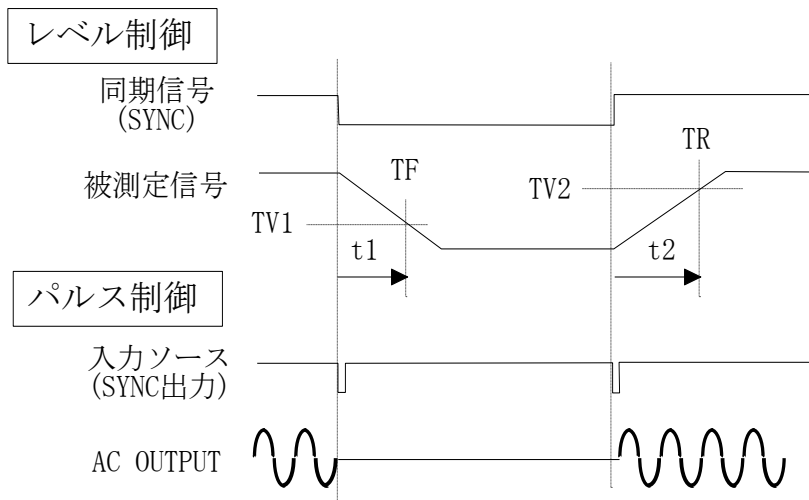 レベル制御
同期信号
(SYNC)
TR
TF
被測定信号
TV2
TV1
t1
t2
パルス制御
入力ソース
(SYNC出力)
AC OUTPUT